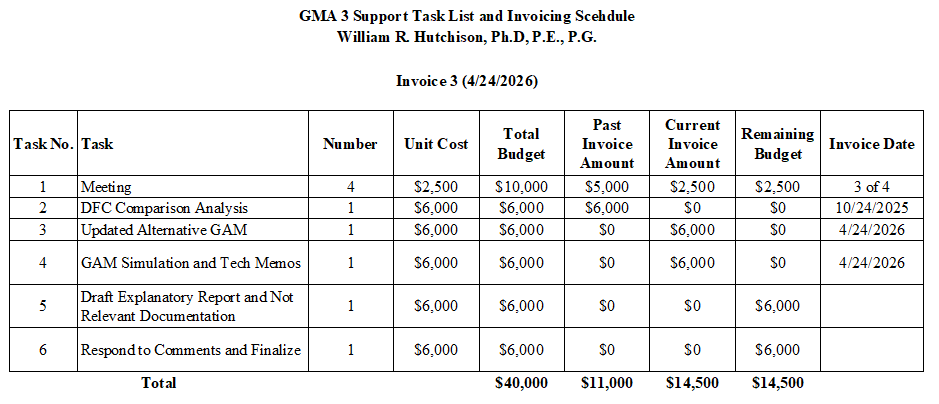 GMA 3 Support Task List and Invoicing Scehdule
William R. Hutchison, Ph.D, P.E., P.G.
Invoice 3 (4/24/2026)
Task No. Task Number Unit Cost Total Budget Past Invoice Amount Current Invoice Amount Remaining Budget Invoice Date
1 Meeting 4 $2,500 $10,000 $5,000 $2,500 $2,500 3 of 4
2 DFC Comparison Analysis 1 $6,000 $6,000 $6,000 $0 $0 10/24/2025
3 Updated Alternative GAM 1 $6,000 $6,000 $0 $6,000 $0 4/24/2026
4 GAM Simulation and Tech Memos 1 $6,000 $6,000 $0 $6,000 $0 4/24/2026
5 Draft Explanatory Report and Not Relevant Documentation 1 $6,000 $6,000 $0 $0 $6,000
6 Respond to Comments and Finalize 1 $6,000 $6,000 $0 $0 $6,000
Total $40,000 $11,000 $14,500 $14,500